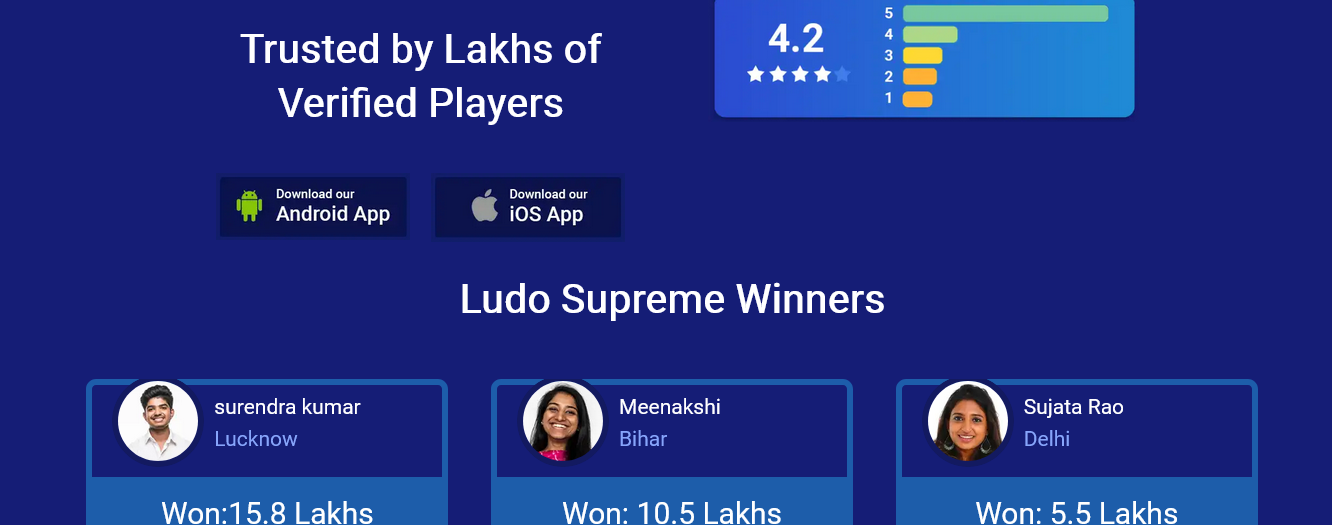 Trusted by Lakhs of
Verified Players
4.2
5
4
3
2
1
Download our
Android App
Download our
iOS App
Ludo Supreme Winners
surendra kumar
Lucknow
Won:15.8 Lakhs
Meenakshi
Bihar
Won: 10.5 Lakhs
Sujata Rao
Delhi
Won: 5.5 Lakhs